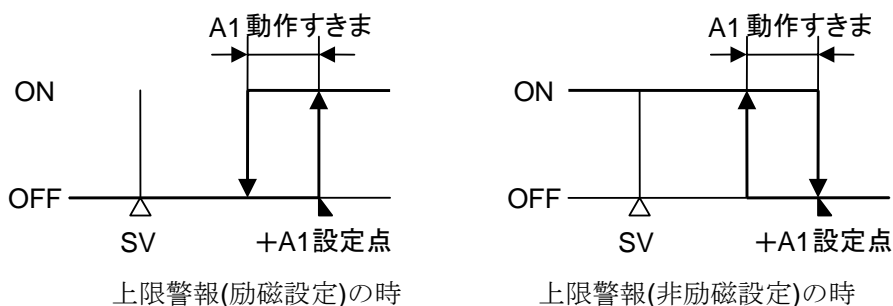 A1動作すきま
A1動作すきま
ON
ON
OFF
OFF
SV
+A1設定点
SV
+A1設定点
上限警報(励磁設定)の時
上限警報(非励磁設定)の時